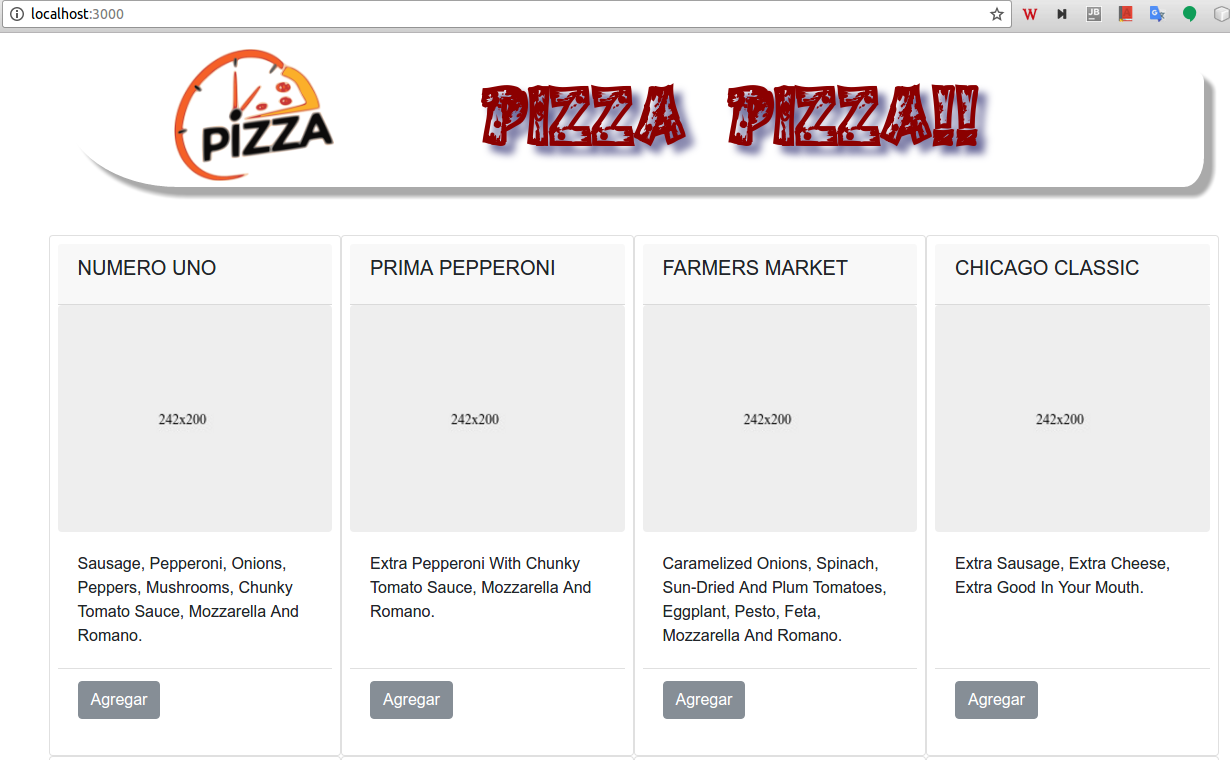 localhost:3000
PIZZA
PIZZA PIZZA!!
NUMERO UNO
242x200
Sausage, Pepperoni, Onions,
Peppers, Mushrooms, Chunky
Tomato Sauce, Mozzarella And
Romano.
Agregar
PRIMA PEPPERONI
242x200
Extra Pepperoni With Chunky
Tomato Sauce, Mozzarella And
Romano.
Agregar
FARMERS MARKET
242x200
Caramelized Onions, Spinach,
Sun-Dried And Plum Tomatoes,
Eggplant, Pesto, Feta,
Mozzarella And Romano.
Agregar
CHICAGO CLASSIC
242x200
Extra Sausage, Extra Cheese,
Extra Good In Your Mouth.
Agregar